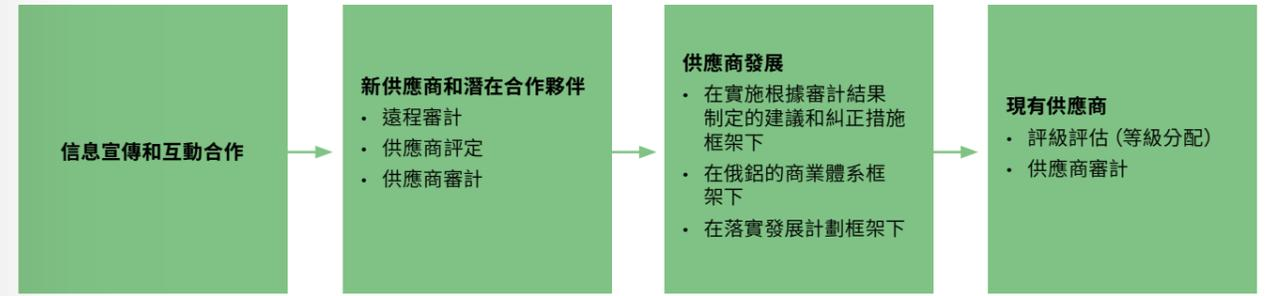 信息宣傳和互動合作
新供應商和潛在合作夥伴
• 遠程審計
• 供應商評定
• 供應商審計
供應商發展
• 在實施根據審計結果
制定的建議和糾正措施
框架下
• 在俄鋁的商業體系框
架下
• 在落實發展計劃框架下
現有供應商
• 評級評估（等級分配）
• 供應商審計